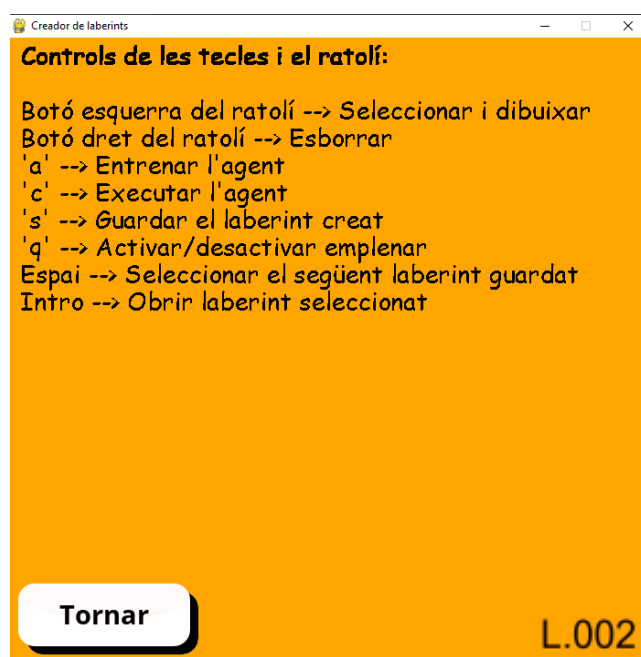 Creador de laberints
Controls de les tecles i el ratolí:
Botó esquerra del ratolí --> Seleccionar i dibuixar
Botó dret del ratolí --> Esborrar
'a' --> Entrenar l'agent
'c' --> Executar l'agent
's' --> Guardar el laberint creat
'q' --> Activar/desactivar emplenar
Espai --> Seleccionar el següent laberint guardat
Intro --> Obrir laberint seleccionat
Tornar
L.002